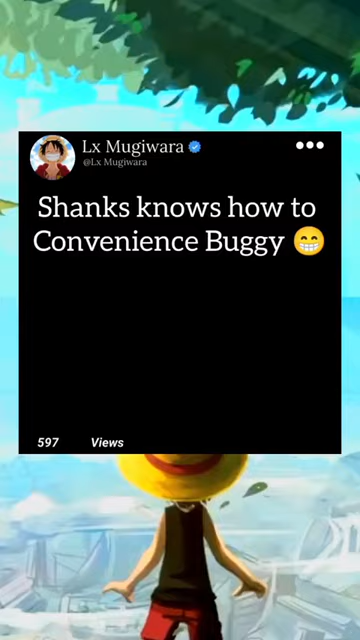 Lx Mugiwara
@Lx Mugiwara
Shanks knows how to
Convenience Buggy 😁
597 Views